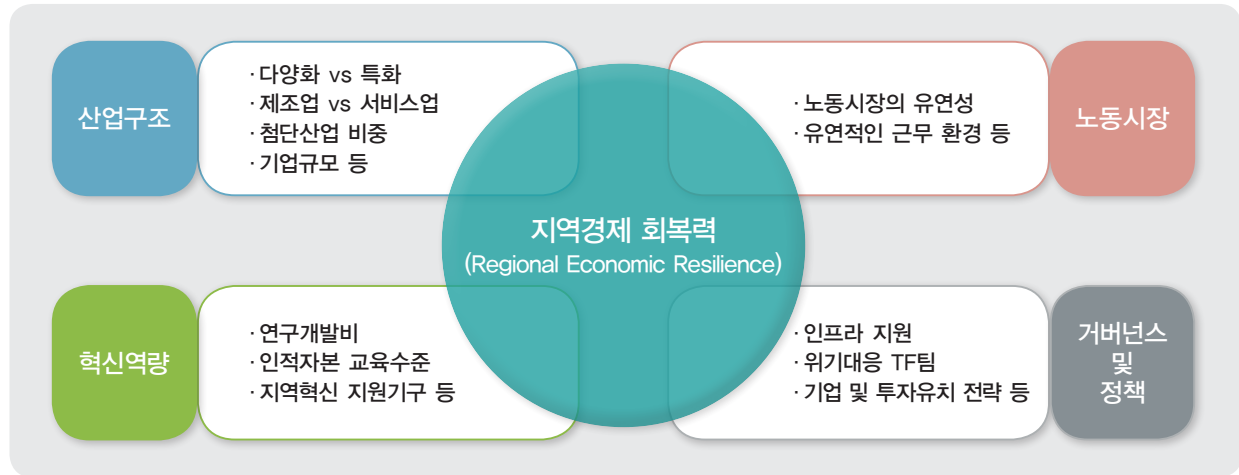 산업구조
· 다양화 vs 특화
· 제조업 vs 서비스업
· 첨단산업 비중
· 기업규모 등
· 노동시장의 유연성
· 유연적인 근무 환경 등
노동시장
지역경제 회복력
(Regional Economic Resilience)
혁신역량
· 연구개발비
· 인적자본 교육수준
· 지역혁신 지원기구 등
· 인프라 지원
· 위기대응 TF팀
· 기업 및 투자유치 전략 등
거버넌스
및
정책